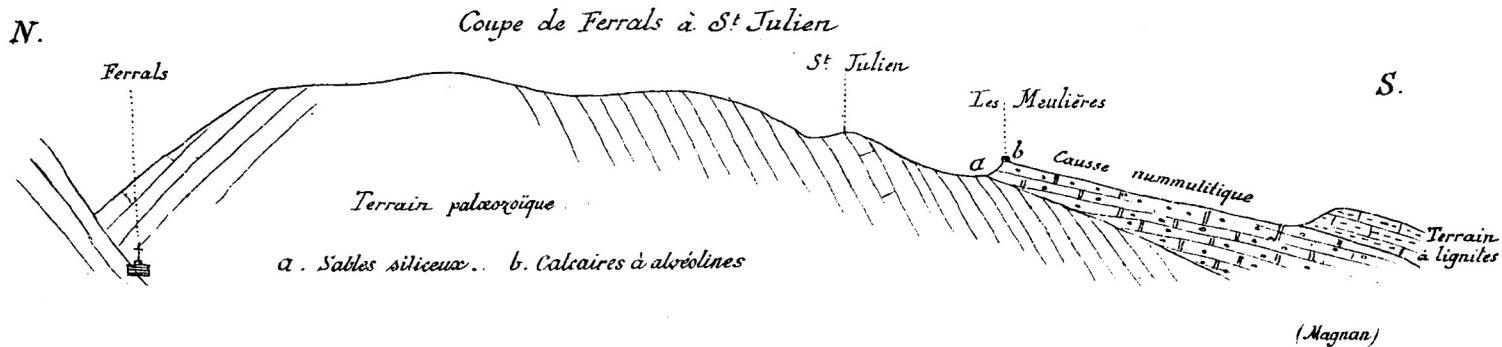 Coupe de Ferrals à St Julien
N.
Ferrals
St Julien
Les Meulières
S.
a b
Causse nummulitique
Terrain palæozoïque
Terrain
à lignites
a. Sables siliceux. b. Calcaires à alvéolines
(Magnan)